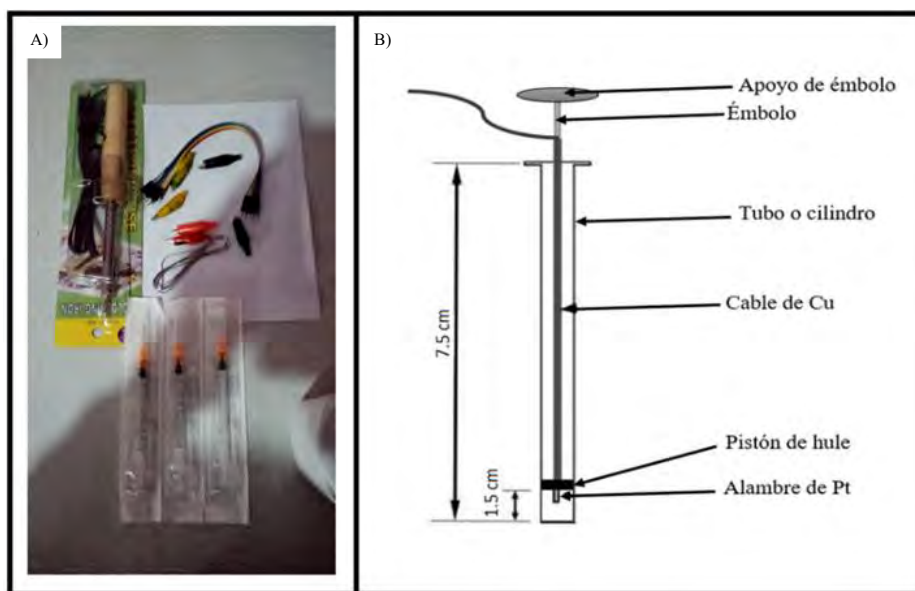 A)
B)
Apoyo de émbolo
Émbolo
Tubo o cilindro
Cable de Cu
7.5 cm
Pistón de hule
1.5 cm
Alambre de Pt